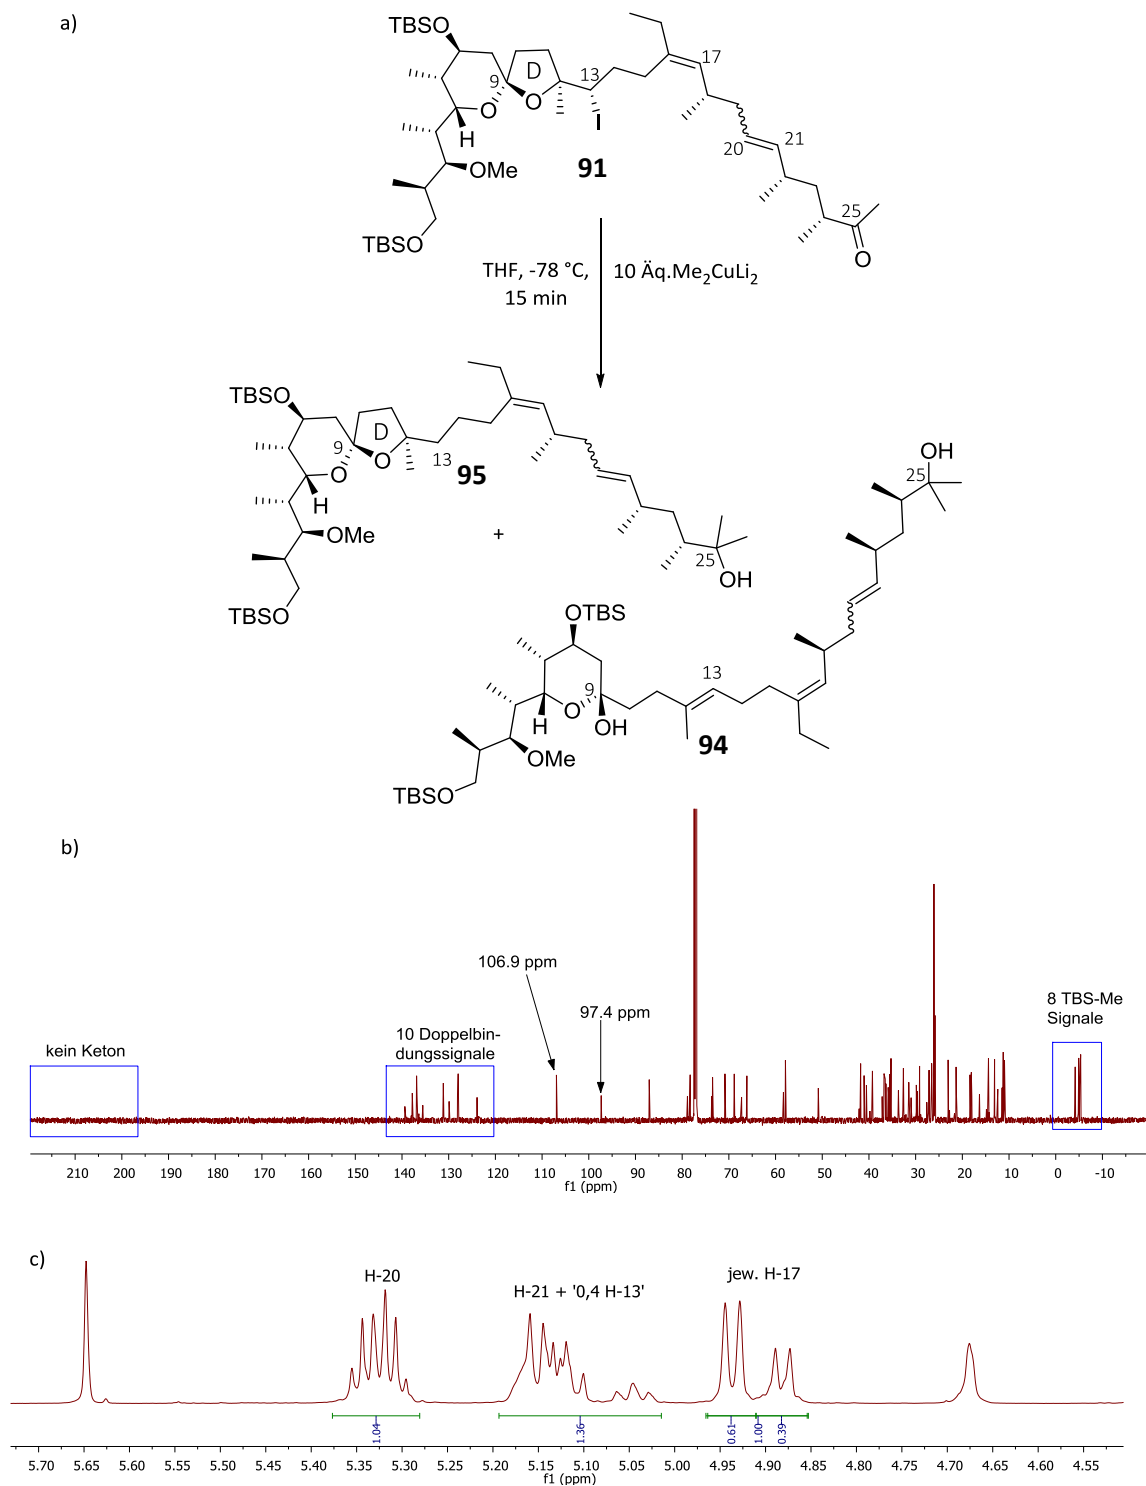 a)
TBSO
9
D
O
O
H
OMe
TBSO
13
I
17
20
21
25
O
91
THF, -78 °C,
15 min
10 Äq.Me2CuLi2
TBSO
9
D
O
O
H
OMe
TBSO
13
95
25
OH
+
OH
25
OTBS
9
O
OH
H
OMe
TBSO
13
94
b)
106.9 ppm
97.4 ppm
kein Keton
10 Doppelbin-
dungssignale
8 TBS-Me
Signale
210 200 190 180 170 160 150 140 130 120 110 100 90 80 70 60 50 40 30 20 10 0 -10
f1 (ppm)
c)
H-20
H-21 + '0,4 H-13'
jew. H-17
1.04
1.36
0.61
1.00
0.39
5.70 5.65 5.60 5.55 5.50 5.45 5.40 5.35 5.30 5.25 5.20 5.15 5.10 5.05 5.00 4.95 4.90 4.85 4.80 4.75 4.70 4.65 4.60 4.55
f1 (ppm)